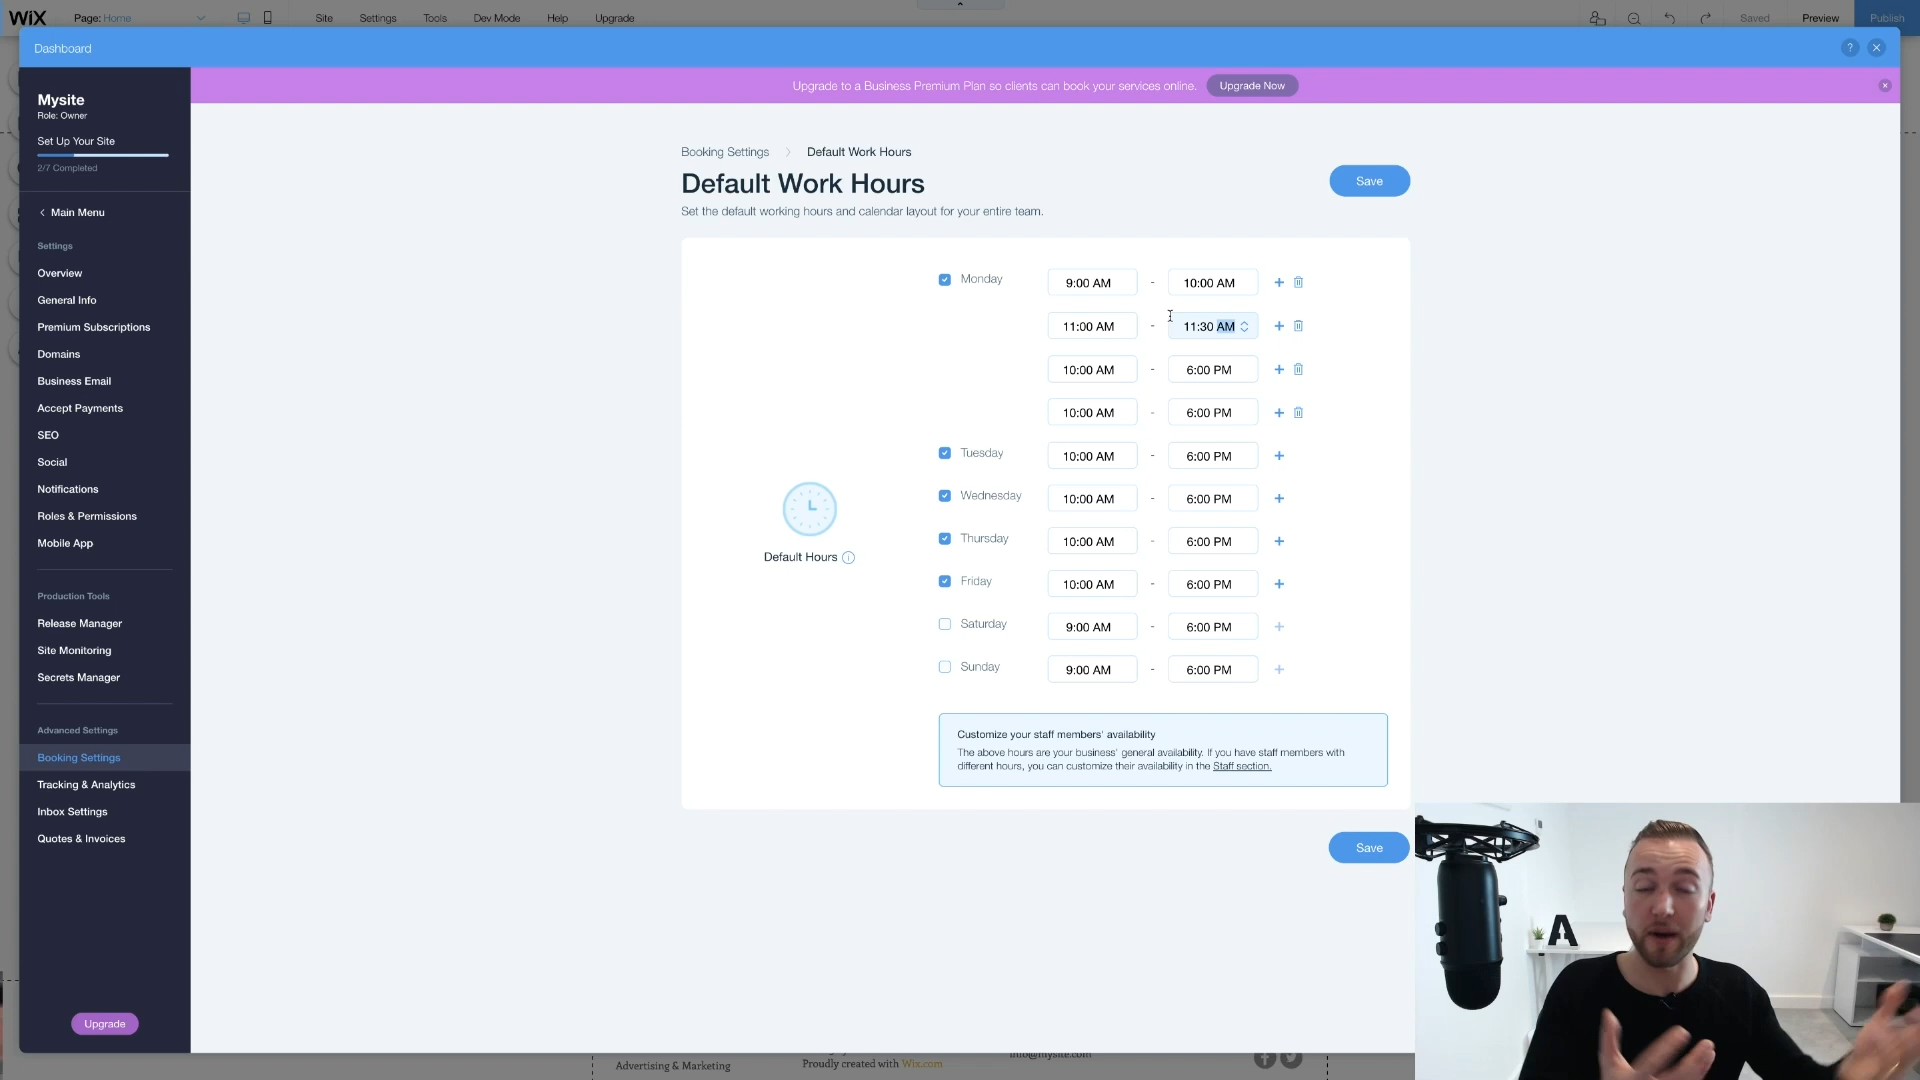 WiX
Page: Home
Site
Settings
Tools
Dev Mode
Help
Upgrade
Saved
Preview
Publish
Dashboard
?
Upgrade to a Business Premium Plan so clients can book your services online.
Upgrade Now
Mysite
Role: Owner
Set Up Your Site
2/7 Completed
Main Menu
Settings
Overview
General Info
Premium Subscriptions
Domains
Business Email
Accept Payments
SEO
Social
Notifications
Roles & Permissions
Mobile App
Production Tools
Release Manager
Site Monitoring
Secrets Manager
Advanced Settings
Booking Settings
Tracking & Analytics
Inbox Settings
Quotes & Invoices
Upgrade
Booking Settings > Default Work Hours
Default Work Hours
Save
Set the default working hours and calendar layout for your entire team.
Default Hours
Monday 9:00 AM - 10:00 AM +
11:00 AM - 11:30 AM +
10:00 AM - 6:00 PM +
10:00 AM - 6:00 PM +
Tuesday 10:00 AM - 6:00 PM +
Wednesday 10:00 AM - 6:00 PM +
Thursday 10:00 AM - 6:00 PM +
Friday 10:00 AM - 6:00 PM +
Saturday 9:00 AM - 6:00 PM +
Sunday 9:00 AM - 6:00 PM +
Customize your staff members' availability
The above hours are your business' general availability. If you have staff members with
different hours, you can customize their availability in the Staff section.
Save
A
Advertising & Marketing
Proudly created with Wix.com
info@mysite.com